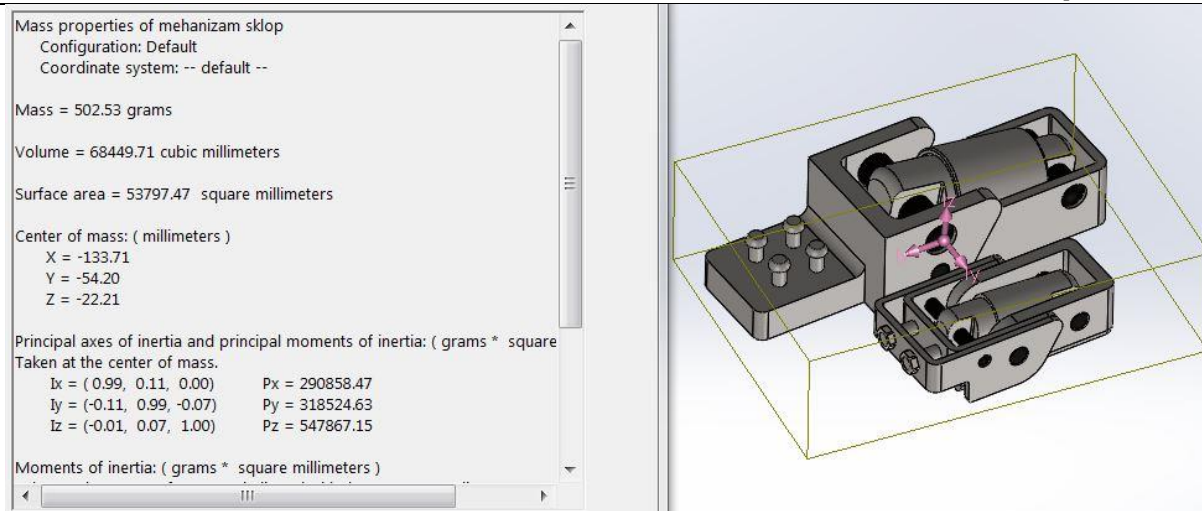 Mass properties of mehanizam sklop
Configuration: Default
Coordinate system: -- default --
Mass = 502.53 grams
Volume = 68449.71 cubic millimeters
Surface area = 53797.47 square millimeters
Center of mass: ( millimeters )
X = -133.71
Y = -54.20
Z = -22.21
Principal axes of inertia and principal moments of inertia: ( grams * square
Taken at the center of mass.
Ix = ( 0.99, 0.11, 0.00) Px = 290858.47
Iy = (-0.11, 0.99, -0.07) Py = 318524.63
Iz = (-0.01, 0.07, 1.00) Pz = 547867.15
Moments of inertia: ( grams * square millimeters )
Iz
Iy